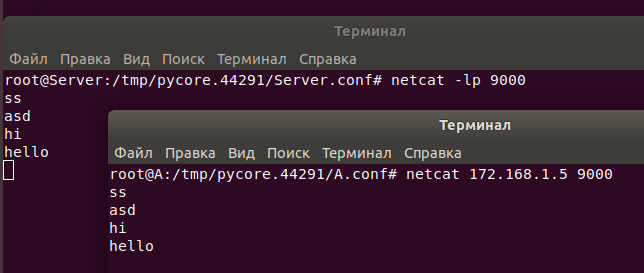 Терминал
Файл Правка Вид Поиск Терминал Справка
root@Server:/tmp/pycore.44291/Server.conf# netcat -lp 9000
ss
asd
hi
hello
Терминал
Файл Правка Вид Поиск Терминал Справка
root@A:/tmp/pycore.44291/A.conf# netcat 172.168.1.5 9000
ss
asd
hi
hello